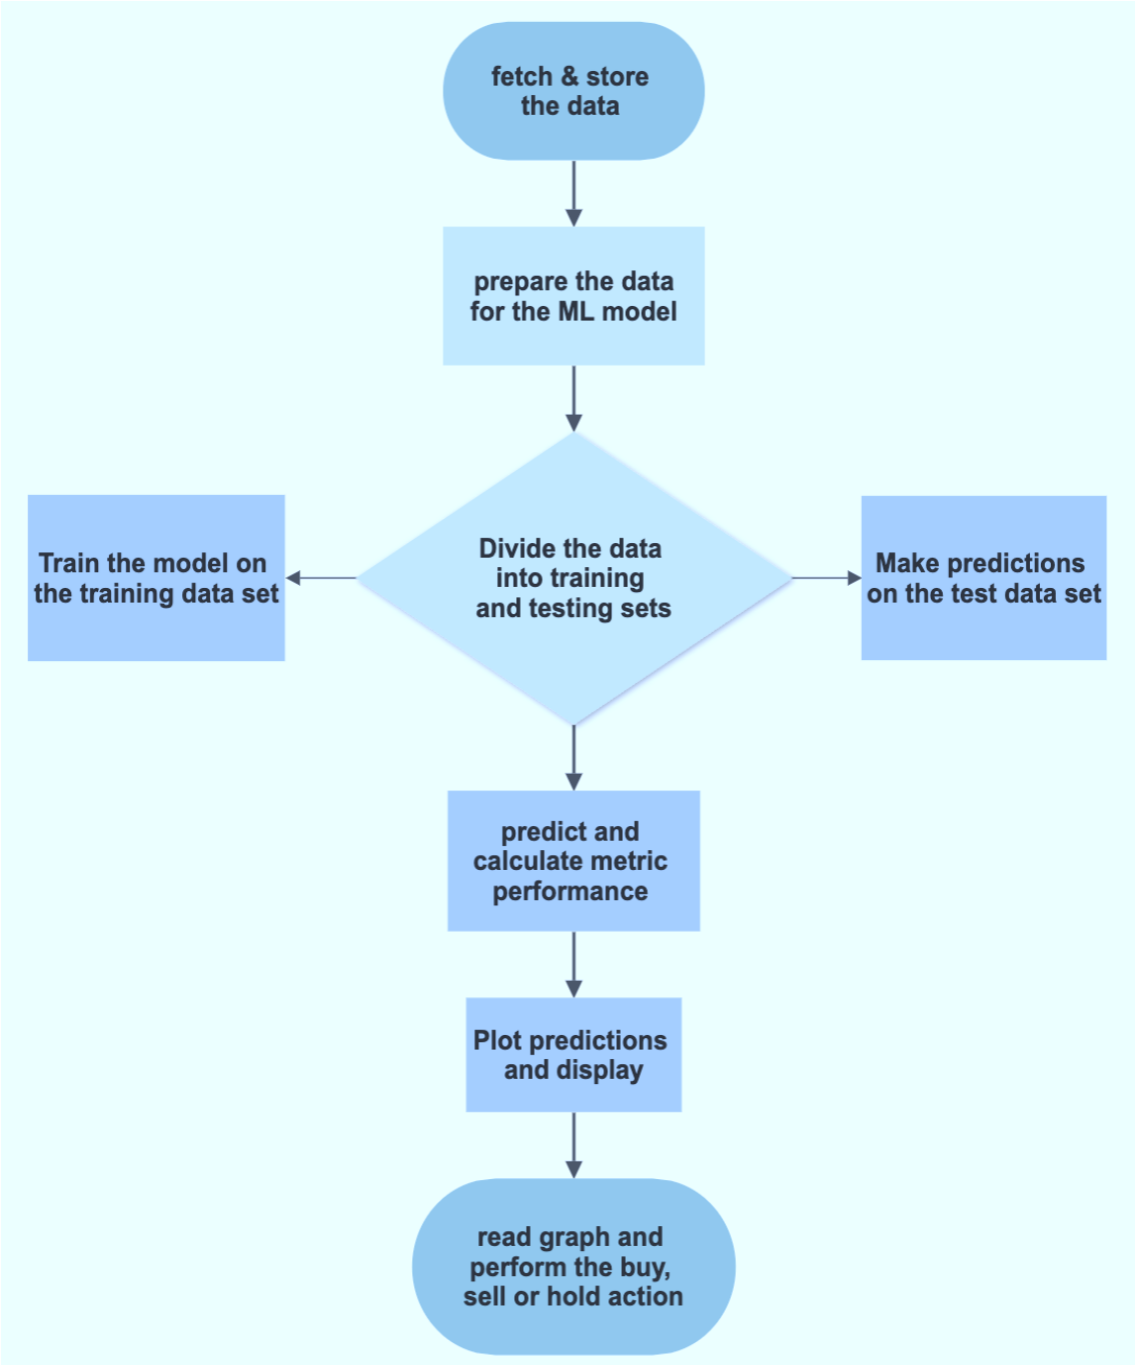 fetch & store
the data
prepare the data
for the ML model
Train the model on
the training data set
Divide the data
into training
and testing sets
Make predictions
on the test data set
predict and
calculate metric
performance
Plot predictions
and display
read graph and
perform the buy,
sell or hold action